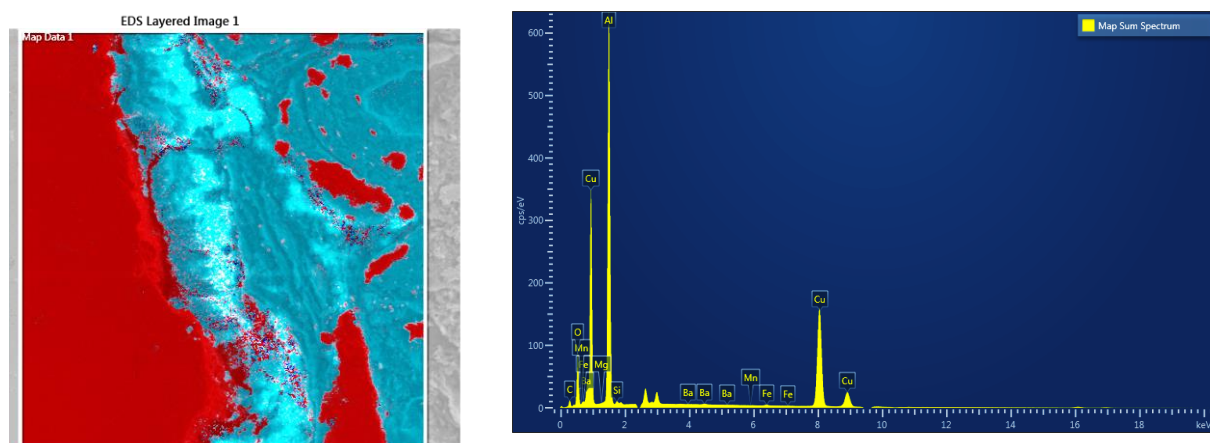 EDS Layered Image 1
Map Data 1
Map Sum Spectrum
Al
600
500
Cu
400
cps/eV
300
200
Cu
O
100
Mn
Fe
Mg
Ba
C
Si
Ba
Ba
Ba
Mn
Fe
Fe
Cu
0
0 2 4 6 8 10 12 14 16 18 keV